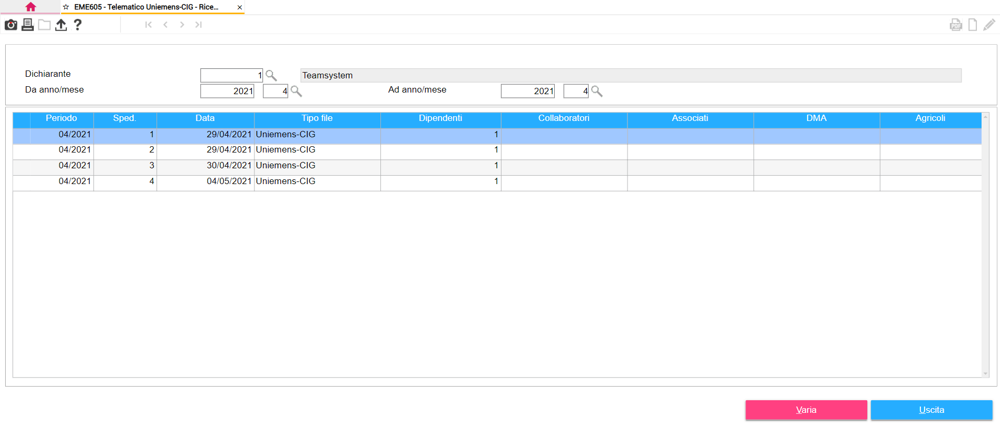 EME605 - Telematico Uniemens-CIG - Rice...
Dichiarante 1 Teamsystem
Da anno/mese 2021 4 Ad anno/mese 2021 4
Periodo Sped. Data Tipo file Dipendenti Collaboratori Associati DMA Agricoli
04/2021 1 29/04/2021 Uniemens-CIG 1
04/2021 2 29/04/2021 Uniemens-CIG 1
04/2021 3 30/04/2021 Uniemens-CIG 1
04/2021 4 04/05/2021 Uniemens-CIG 1
Varia Uscita